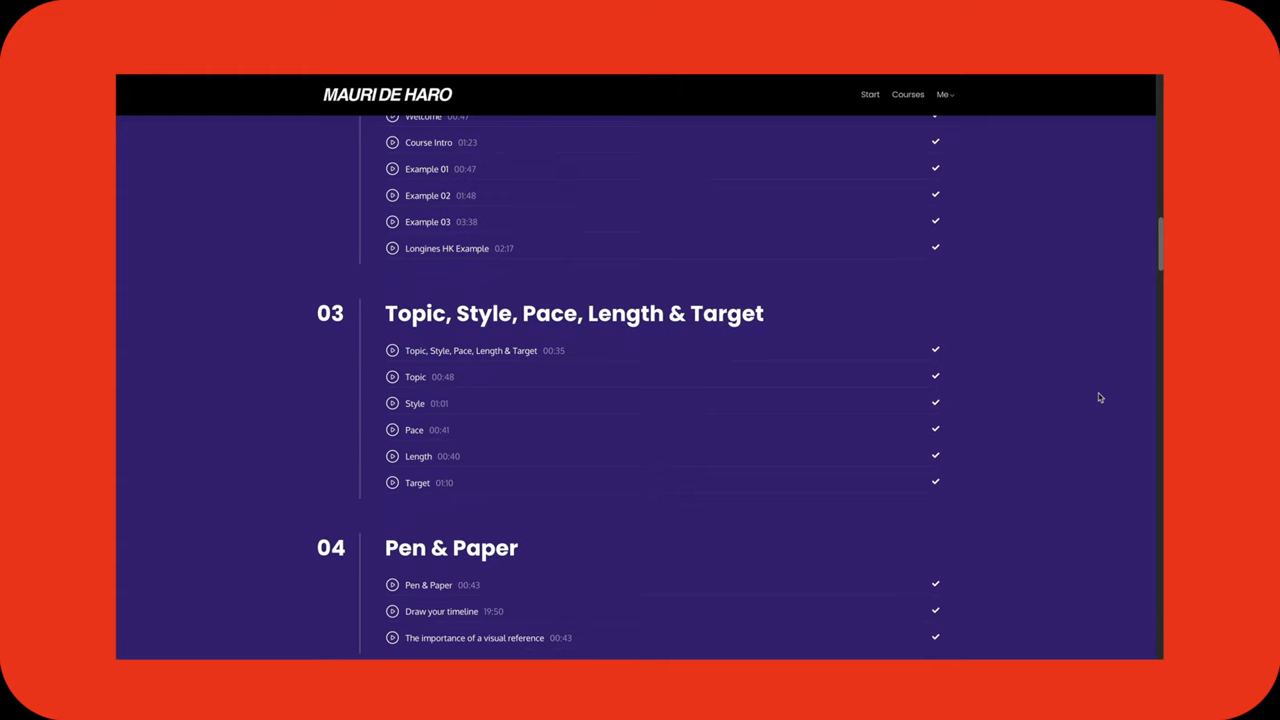 MAURI DE HARO
Start Courses Me
Welcome 00:47
Course Intro 01:23
Example 01 00:47
Example 02 01:48
Example 03 03:38
Longines HK Example 02:17
03 Topic, Style, Pace, Length & Target
Topic, Style, Pace, Length & Target 00:35
Topic 00:48
Style 01:01
Pace 00:41
Length 00:40
Target 01:10
04 Pen & Paper
Pen & Paper 00:43
Draw your timeline 19:50
The importance of a visual reference 00:43